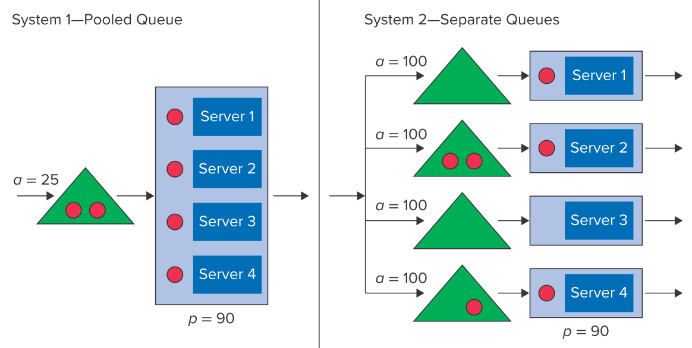 System 1—Pooled Queue
a = 25
Server 1
Server 2
Server 3
Server 4
p = 90
System 2—Separate Queues
a = 100
Server 1
a = 100
Server 2
a = 100
Server 3
a = 100
Server 4
p = 90